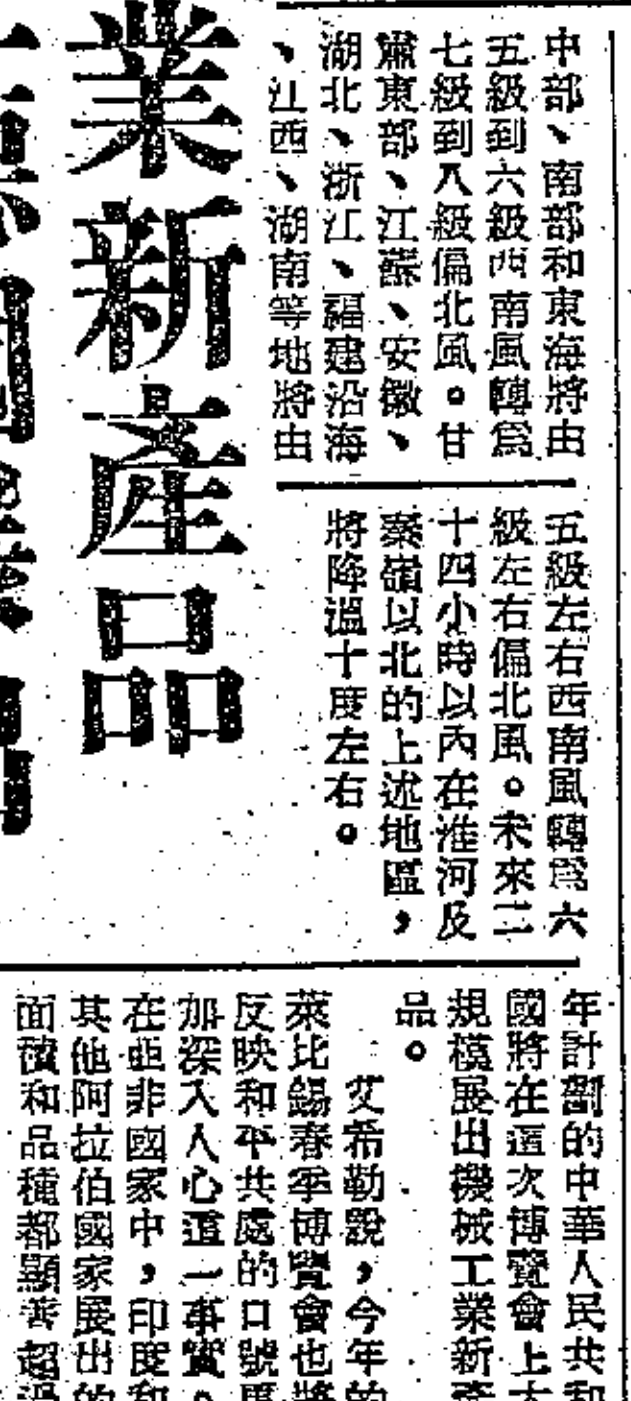 中部、南部和東海將由
五級到六級西南風轉爲
七級到八級偏北風。甘
肅東部、江蘇、安徽、
湖北、浙江、福建沿海
、江西、湖南等地將由
五級左右西南風轉爲六
級左右偏北風。未來二
十四小時以內在淮河及
秦嶺以北的上述地區，
將降溫十度左右。
業新產品
年計劃的中華人民共和
國將在這次博覽會上大
規模展出機械工業新產
品。
艾希勒說，今年的
萊比錫春季博覽會也將
反映和平共處的口號更
加深入人心這一事實。
在亞非國家中，印度和
其他阿拉伯國家展出的
面積和品種都顯著超過